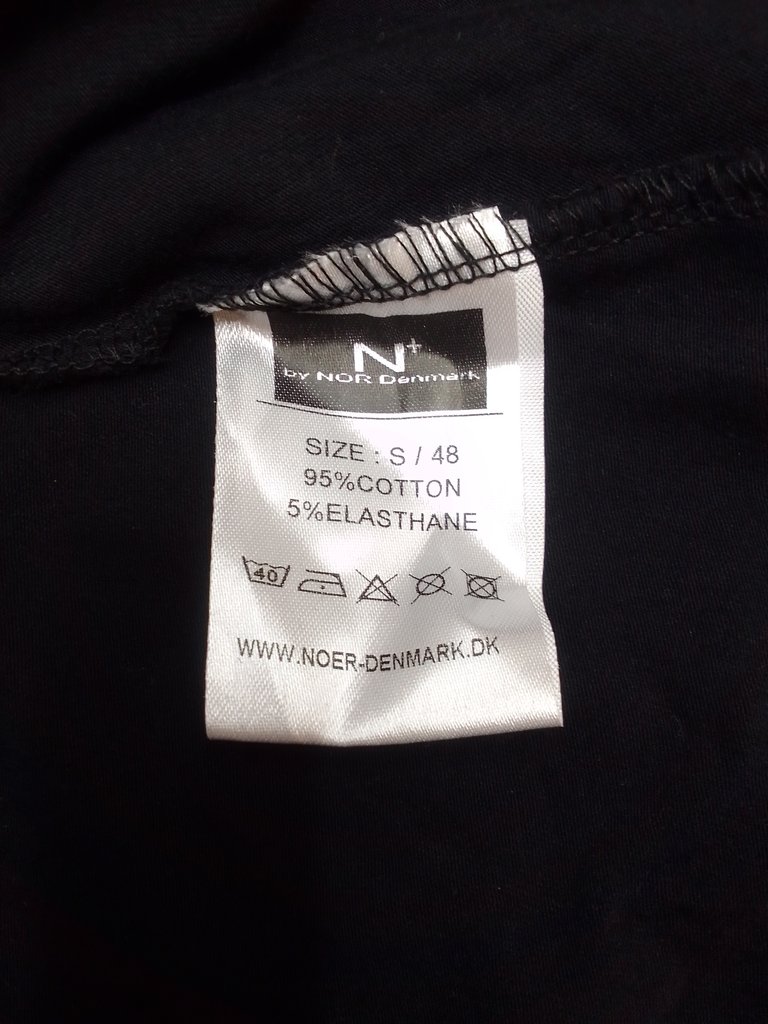 N+
by NOR Denmark
SIZE : S / 48
95%COTTON
5%ELASTHANE
40
WWW.NOER-DENMARK.DK